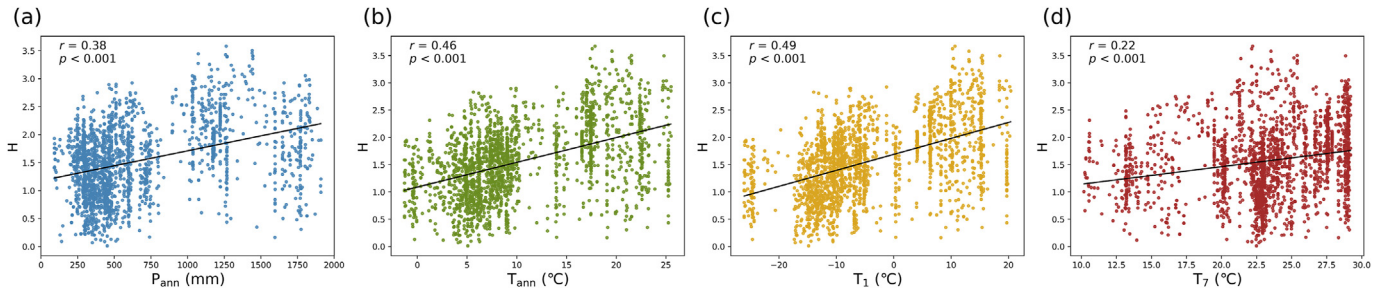 (a)
r = 0.38
p < 0.001
3.5
3.0
2.5
2.0
1.5
1.0
0.5
0.0
H
0 250 500 750 1000 1250 1500 1750 2000
Pann (mm)
(b)
r = 0.46
p < 0.001
3.5
3.0
2.5
2.0
1.5
1.0
0.5
0.0
H
0 5 10 15 20 25
Tann (℃)
(c)
r = 0.49
p < 0.001
3.5
3.0
2.5
2.0
1.5
1.0
0.5
0.0
H
−20 −10 0 10 20
T1 (℃)
(d)
r = 0.22
p < 0.001
3.5
3.0
2.5
2.0
1.5
1.0
0.5
0.0
H
10.0 12.5 15.0 17.5 20.0 22.5 25.0 27.5 30.0
T7 (℃)